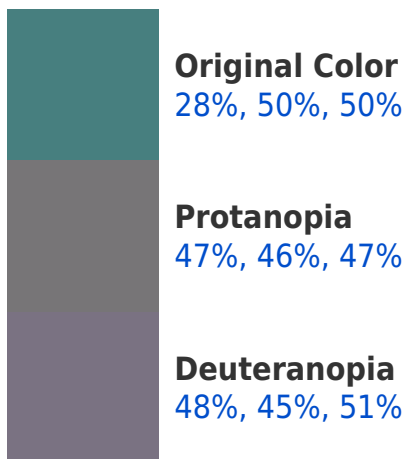 Original Color
28%, 50%, 50%
Protanopia
47%, 46%, 47%
Deuteranopia
48%, 45%, 51%